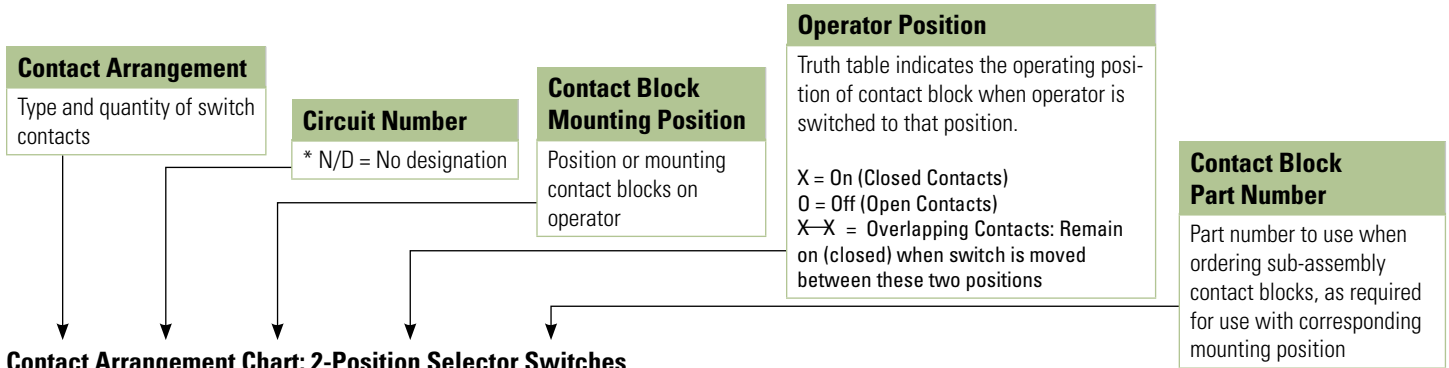 Contact Arrangement
Type and quantity of switch
contacts
Circuit Number
* N/D = No designation
Contact Block
Mounting Position
Position or mounting
contact blocks on
operator
Operator Position
Truth table indicates the operating posi-
tion of contact block when operator is
switched to that position.
X = On (Closed Contacts)
O = Off (Open Contacts)
X—X = Overlapping Contacts: Remain
on (closed) when switch is moved
between these two positions
Contact Block
Part Number
Part number to use when
ordering sub-assembly
contact blocks, as required
for use with corresponding
mounting position
Contact Arrangement Chart: 2-Position Selector Switches